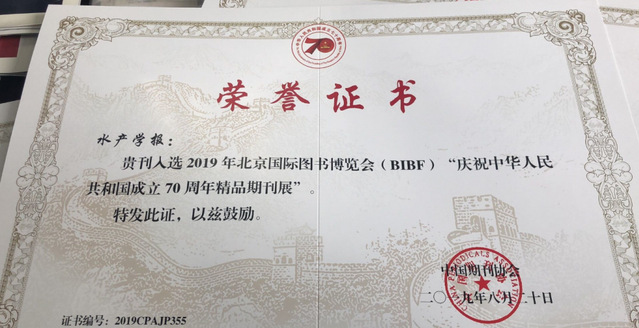 70
荣誉证书
水产学报：
贵刊入选2019年北京国际图书博览会（BIBF）“庆祝中华人民
共和国成立70周年精品期刊展”。
特发此证，以兹鼓励。
中国期刊协会
CHINA PERIODICALS ASSOCIATION
二〇一九年八月二十日
证书编号：2019CPAJP355